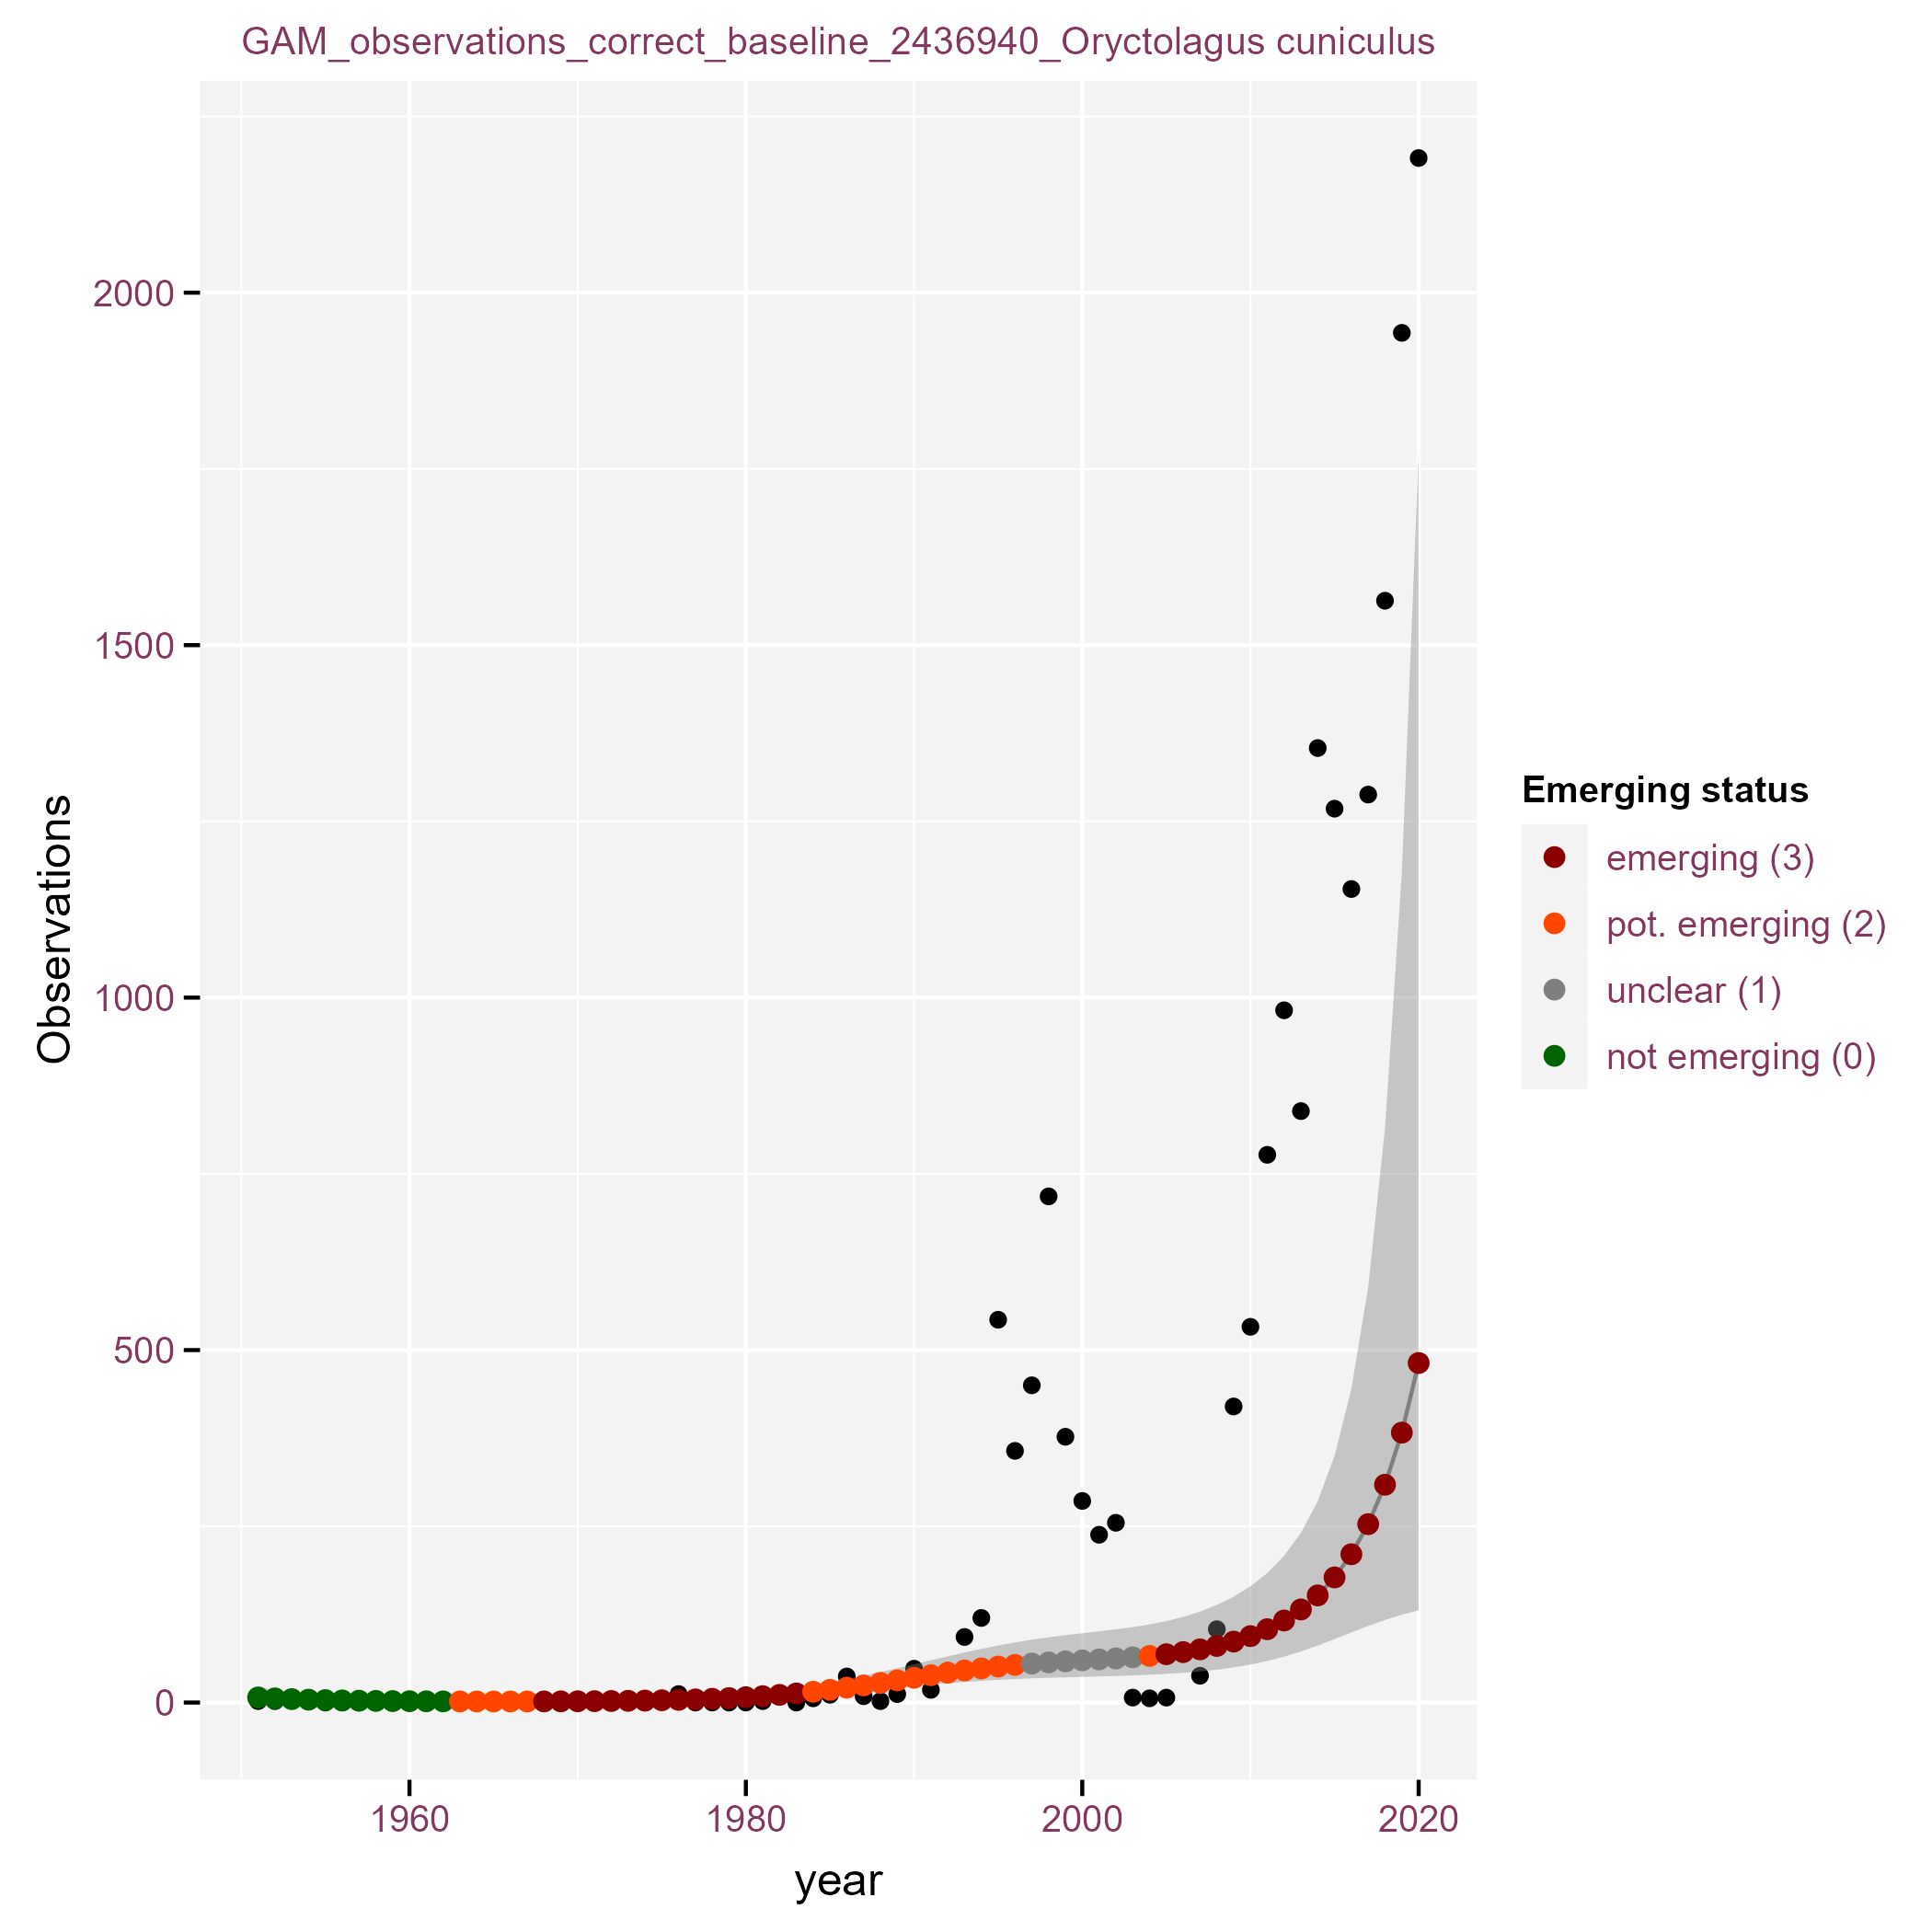 GAM_observations_correct_baseline_2436940_Oryctolagus cuniculus
Observations
2000
1500
1000
500
0
1960
1980
2000
2020
year
Emerging status
emerging (3)
pot. emerging (2)
unclear (1)
not emerging (0)